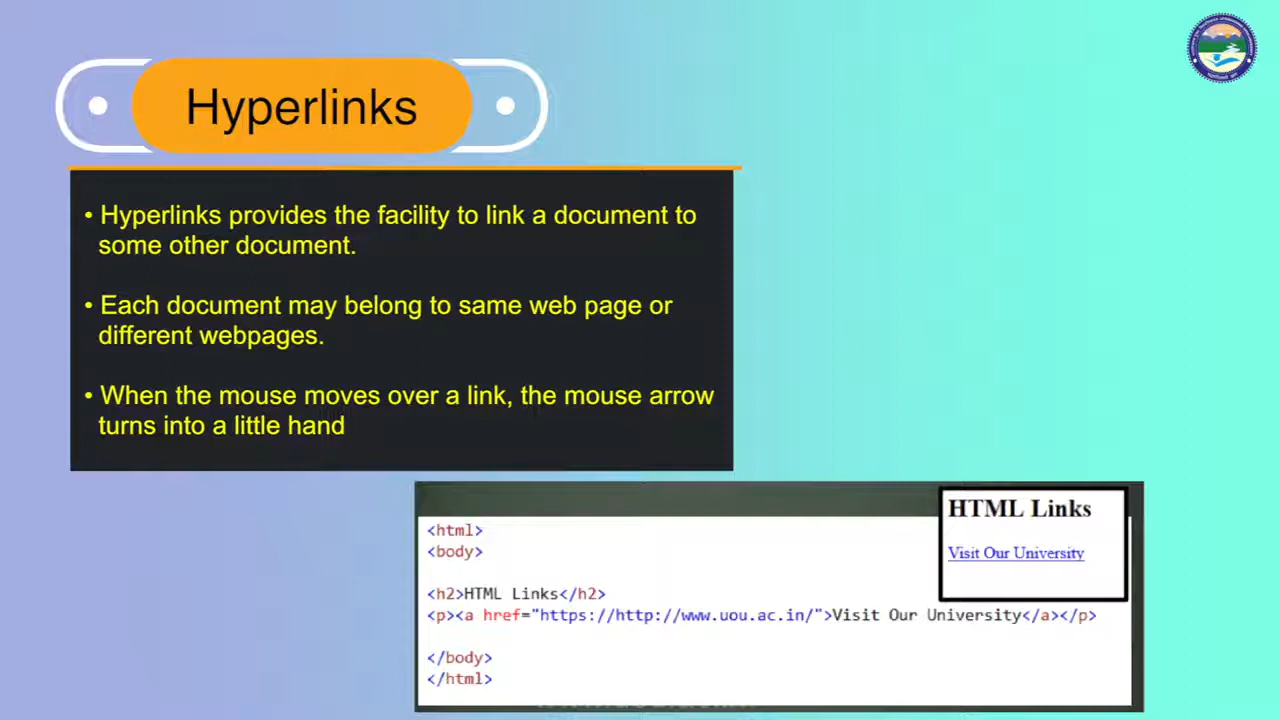 Hyperlinks
• Hyperlinks provides the facility to link a document to
some other document.
• Each document may belong to same web page or
different webpages.
• When the mouse moves over a link, the mouse arrow
turns into a little hand
HTML Links
Visit Our University
<html>
<body>
<h2>HTML Links</h2>
<p><a href="https://http://www.uou.ac.in/">Visit Our University</a></p>
</body>
</html>